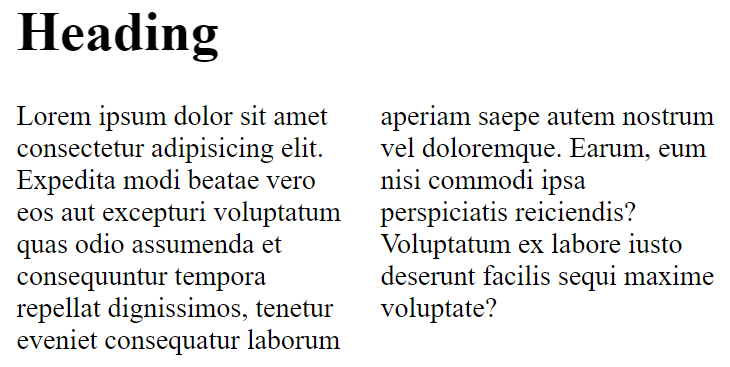 Heading
Lorem ipsum dolor sit amet
consectetur adipisicing elit.
Expedita modi beatae vero
eos aut excepturi voluptatum
quas odio assumenda et
consequuntur tempora
repellat dignissimos, tenetur
eveniet consequatur laborum
aperiam saepe autem nostrum
vel doloremque. Earum, eum
nisi commodi ipsa
perspiciatis reiciendis?
Voluptatum ex labore iusto
deserunt facilis sequi maxime
voluptate?